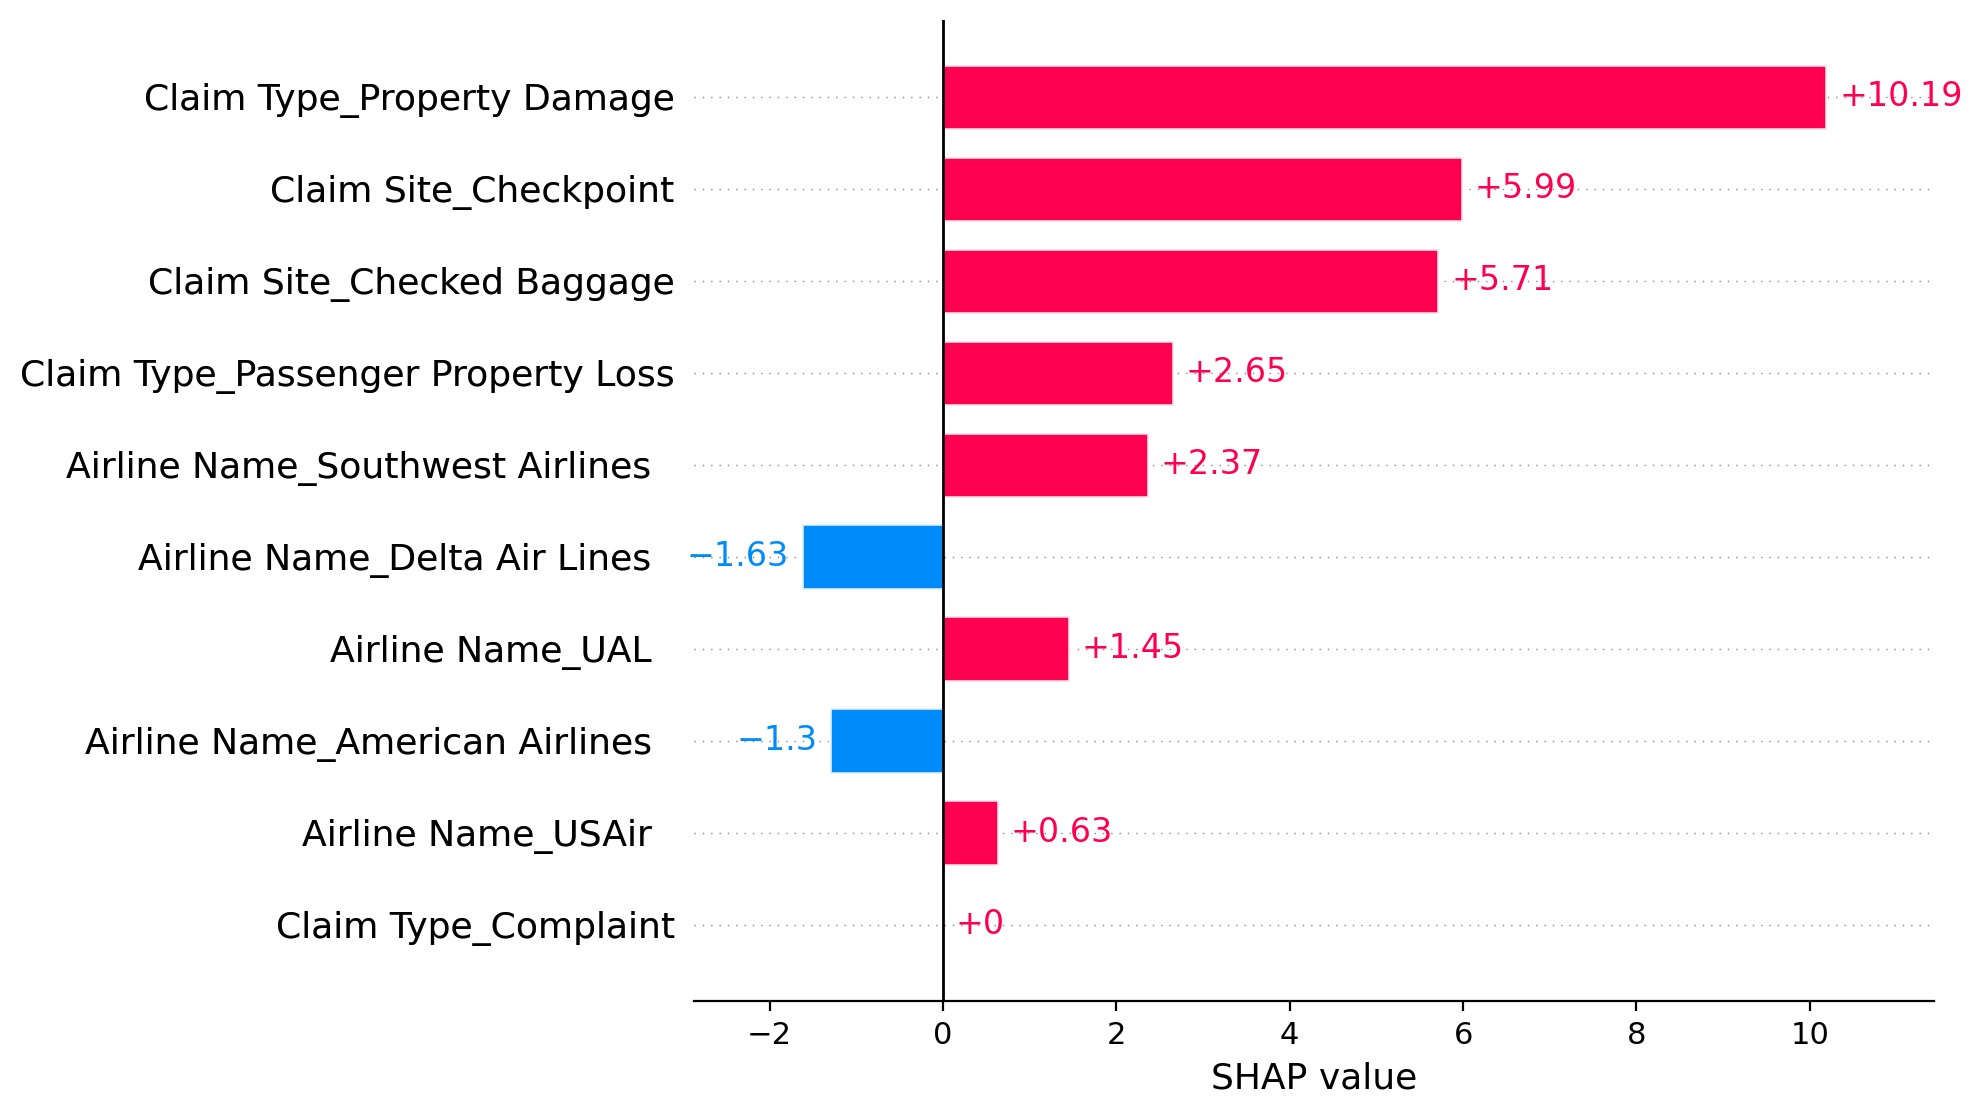 Claim Type_Property Damage +10.19
Claim Site_Checkpoint +5.99
Claim Site_Checked Baggage +5.71
Claim Type_Passenger Property Loss +2.65
Airline Name_Southwest Airlines +2.37
Airline Name_Delta Air Lines −1.63
Airline Name_UAL +1.45
Airline Name_American Airlines −1.3
Airline Name_USAir +0.63
Claim Type_Complaint +0
−2 0 2 4 6 8 10
SHAP value